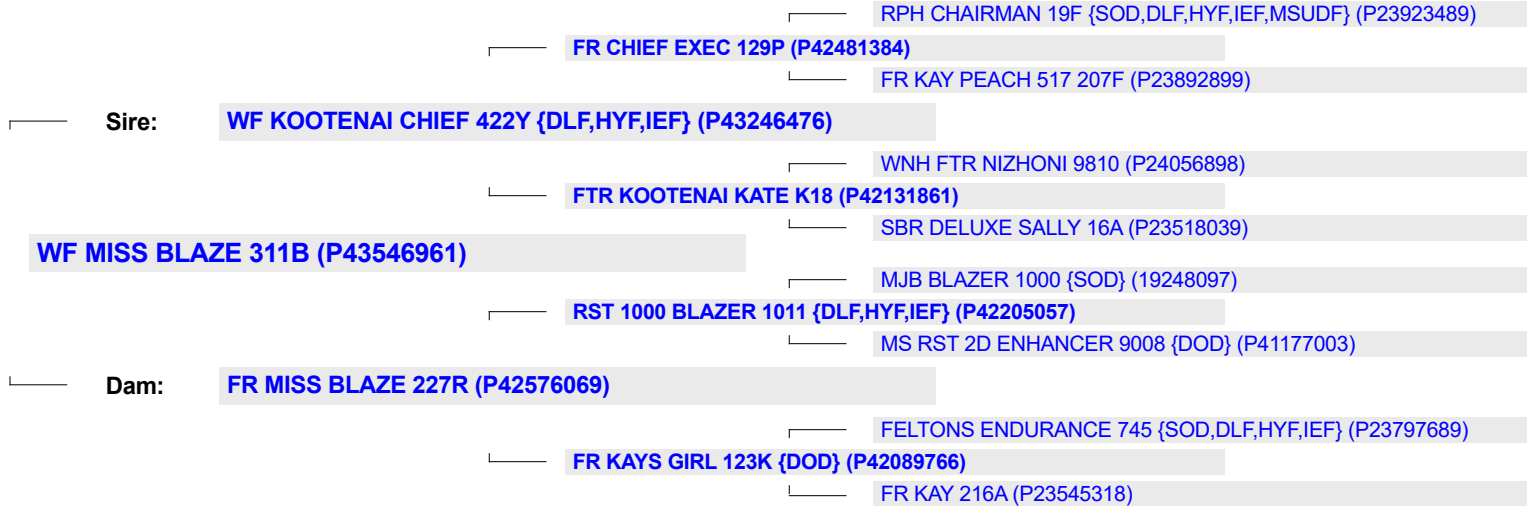 RPH CHAIRMAN 19F {SOD,DLF,HYF,IEF,MSUDF} (P23923489)
FR CHIEF EXEC 129P (P42481384)
FR KAY PEACH 517 207F (P23892899)
Sire: WF KOOTENAI CHIEF 422Y {DLF,HYF,IEF} (P43246476)
WNH FTR NIZHONI 9810 (P24056898)
FTR KOOTENAI KATE K18 (P42131861)
SBR DELUXE SALLY 16A (P23518039)
WF MISS BLAZE 311B (P43546961)
MJB BLAZER 1000 {SOD} (19248097)
RST 1000 BLAZER 1011 {DLF,HYF,IEF} (P42205057)
MS RST 2D ENHANCER 9008 {DOD} (P41177003)
Dam: FR MISS BLAZE 227R (P42576069)
FELTONS ENDURANCE 745 {SOD,DLF,HYF,IEF} (P23797689)
FR KAYS GIRL 123K {DOD} (P42089766)
FR KAY 216A (P23545318)